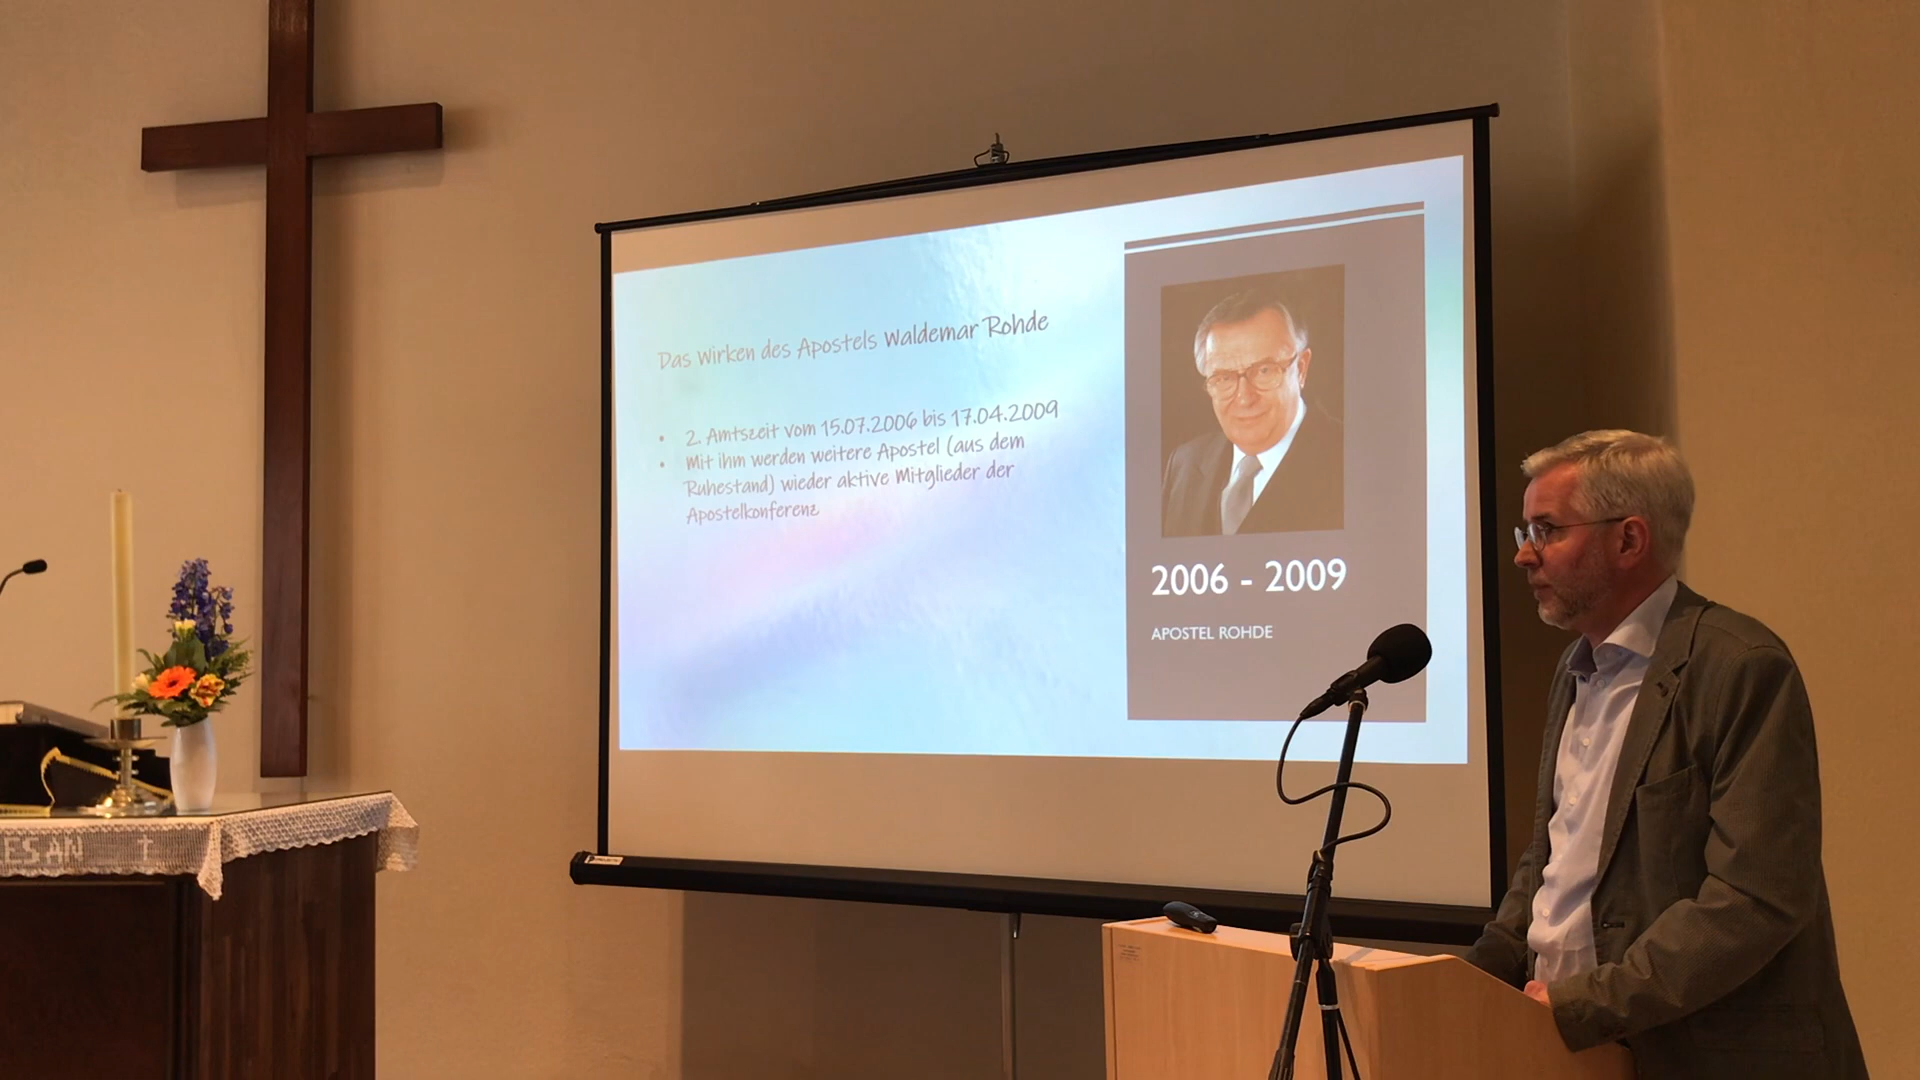 Das Wirken des Apostels Waldemar Rohde
• 2. Amtszeit vom 15.07.2006 bis 17.04.2009
• Mit ihm werden weitere Apostel (aus dem
Ruhestand) wieder aktive Mitglieder der
Apostelkonferenz
2006 - 2009
APOSTEL ROHDE
ESAN